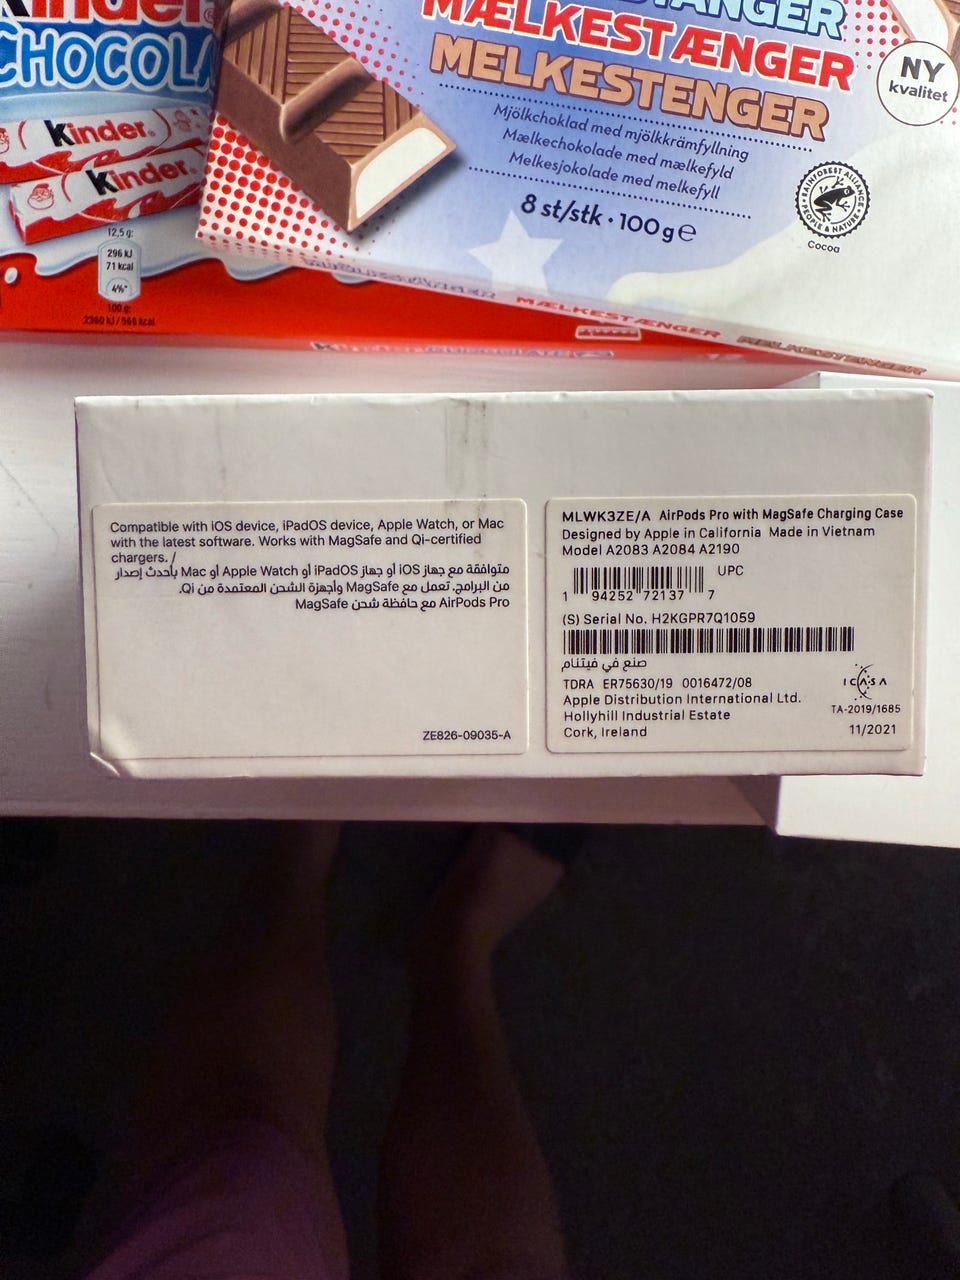 kinder
CHOCOLA
kinder
kinder
12,5 g:
296 kJ
71 kcal
4%*
100 g:
2360 kJ / 566 kcal
MÆLKESTÆNGER
MELKESTENGER
Mjölkchoklad med mjölkkrämfyllning
Mælkechokolade med mælkefyld
Melkesjokolade med melkefyll
8 st/stk · 100 g e
NY
kvalitet
RAINFOREST ALLIANCE
PEOPLE & NATURE
Cocoa
MÆLKESTÆNGER
MELKESTENGER
Compatible with iOS device, iPadOS device, Apple Watch, or Mac
with the latest software. Works with MagSafe and Qi-certified
chargers. /
متوافقة مع جهاز iOS أو جهاز iPadOS أو Apple Watch أو Mac بأحدث إصدار
من البرامج. تعمل مع MagSafe وأجهزة الشحن المعتمدة من Qi.
AirPods Pro مع حافظة شحن MagSafe
ZE826-09035-A
MLWK3ZE/A AirPods Pro with MagSafe Charging Case
Designed by Apple in California Made in Vietnam
Model A2083 A2084 A2190
UPC
1 94252 72137 7
(S) Serial No. H2KGPR7Q1059
صنع في فيتنام
TDRA ER75630/19 0016472/08
Apple Distribution International Ltd.
Hollyhill Industrial Estate
Cork, Ireland
ICASA
TA-2019/1685
11/2021